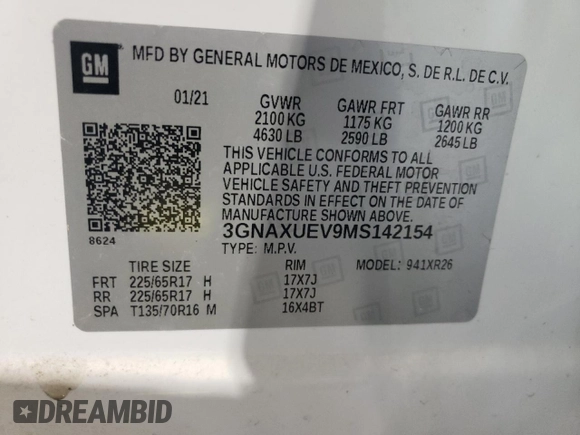 GM
MFD BY GENERAL MOTORS DE MEXICO, S. DE R.L. DE C.V.
01/21 GVWR GAWR FRT GAWR RR
2100 KG 1175 KG 1200 KG
4630 LB 2590 LB 2645 LB
THIS VEHICLE CONFORMS TO ALL
APPLICABLE U.S. FEDERAL MOTOR
VEHICLE SAFETY AND THEFT PREVENTION
STANDARDS IN EFFECT ON THE DATE OF
MANUFACTURE SHOWN ABOVE.
8624 3GNAXUEV9MS142154
TYPE: M.P.V.
TIRE SIZE RIM MODEL: 941XR26
FRT 225/65R17 H 17X7J
RR 225/65R17 H 17X7J
SPA T135/70R16 M 16X4BT
DREAMBID